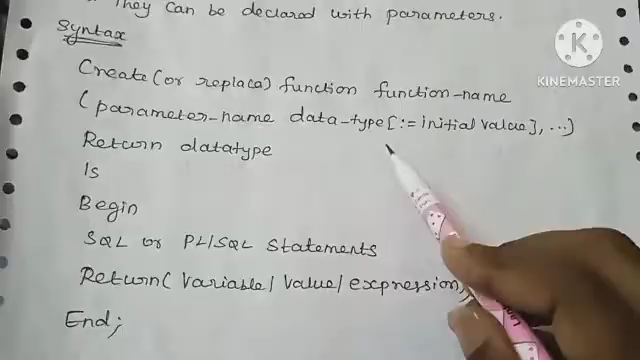 They can be declared with parameters.
Syntax
Create (or replaca) function function-name
(parameter-name data-type [:= initial value], ...)
Return datatype
Is
Begin
SQL or PL/SQL statements
Return (variable/value/expression)
End;
KINEMASTER